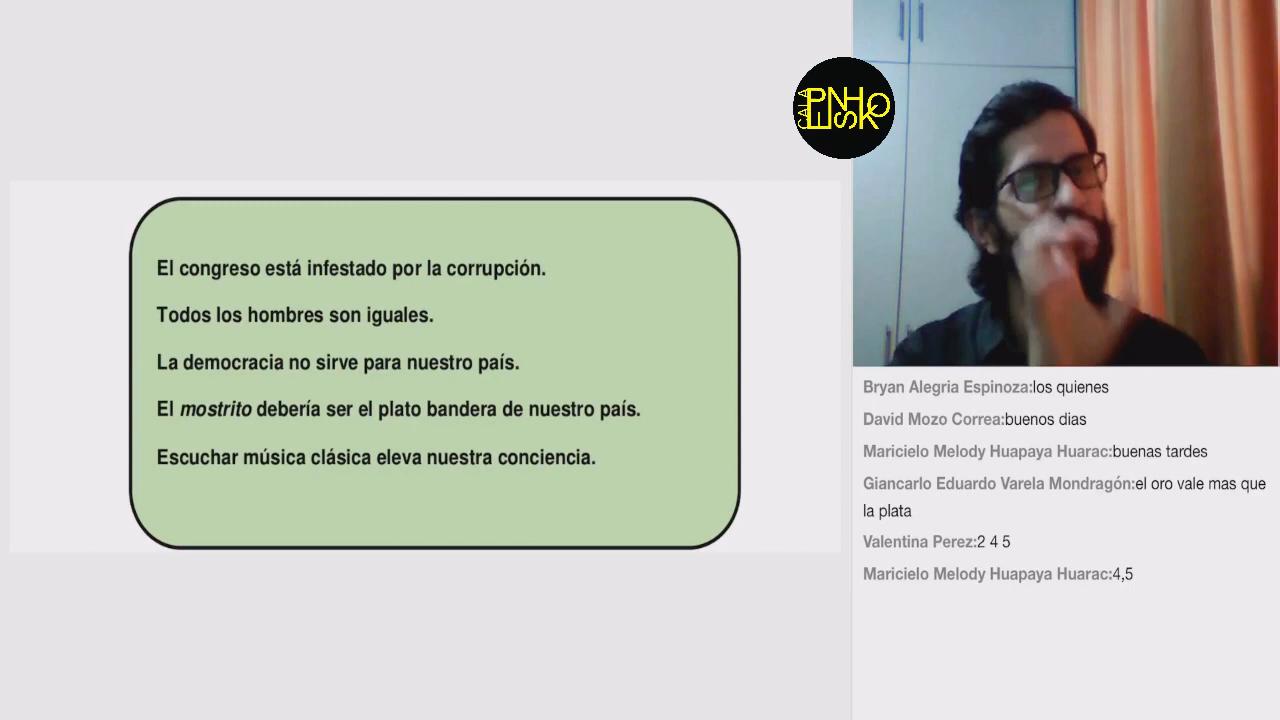 El congreso está infestado por la corrupción.
Todos los hombres son iguales.
La democracia no sirve para nuestro país.
El mostrito debería ser el plato bandera de nuestro país.
Escuchar música clásica eleva nuestra conciencia.
CALA
PENHSKO
Bryan Alegria Espinoza:los quienes
David Mozo Correa:buenos dias
Maricielo Melody Huapaya Huarac:buenas tardes
Giancarlo Eduardo Varela Mondragón:el oro vale mas que
la plata
Valentina Perez:2 4 5
Maricielo Melody Huapaya Huarac:4,5